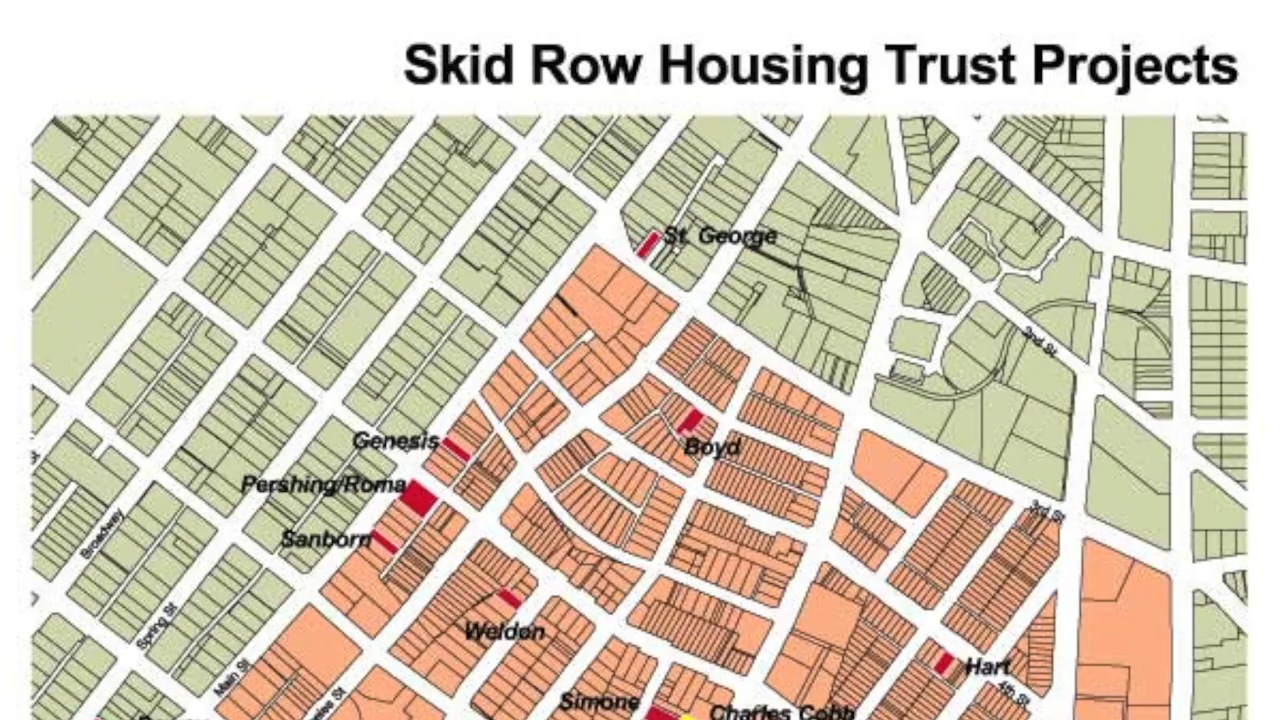 Skid Row Housing Trust Projects
St. George
2nd St
Genesis
Boyd
Pershing/Roma
3rd St
Broadway
Sanborn
Spring St
Weldon
Main St
Hart
4th St
Simone
Charles Cobb